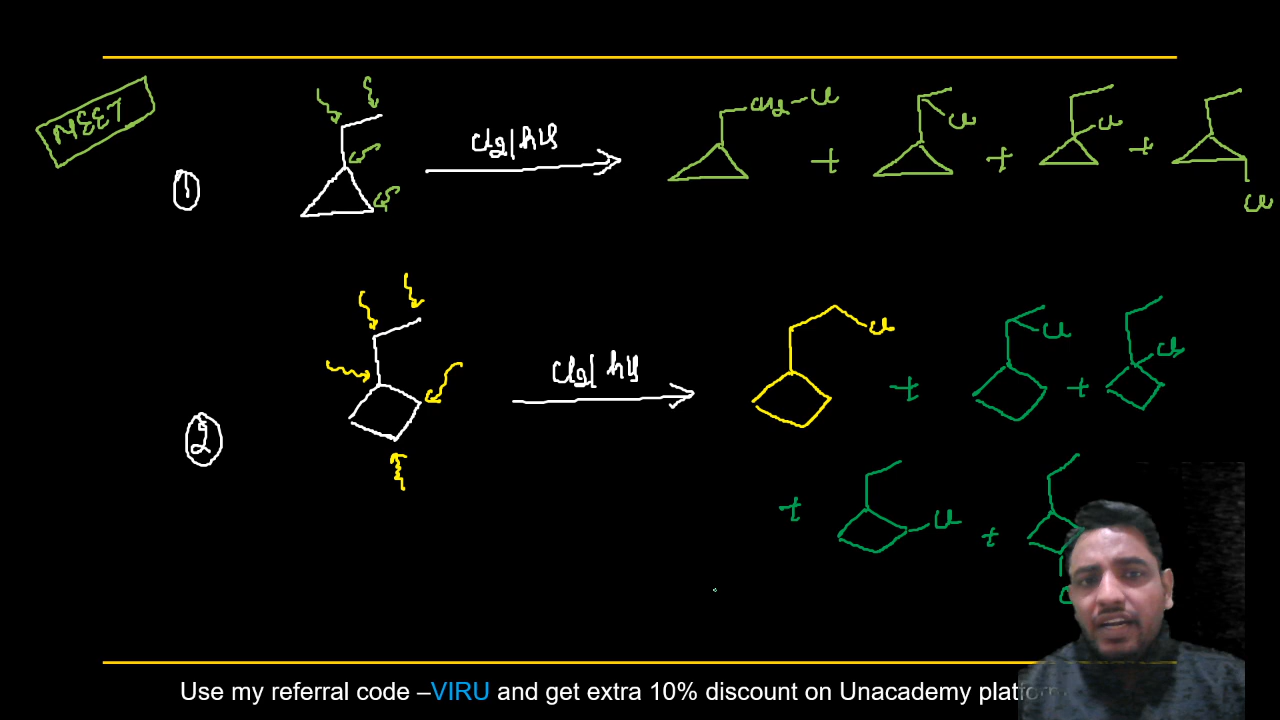 NEET
① Cl2/hν CH2-Cl + Cl + Cl + Cl
② Cl2/hν Cl + Cl + Cl
+ Cl + C
Use my referral code –VIRU and get extra 10% discount on Unacademy platform